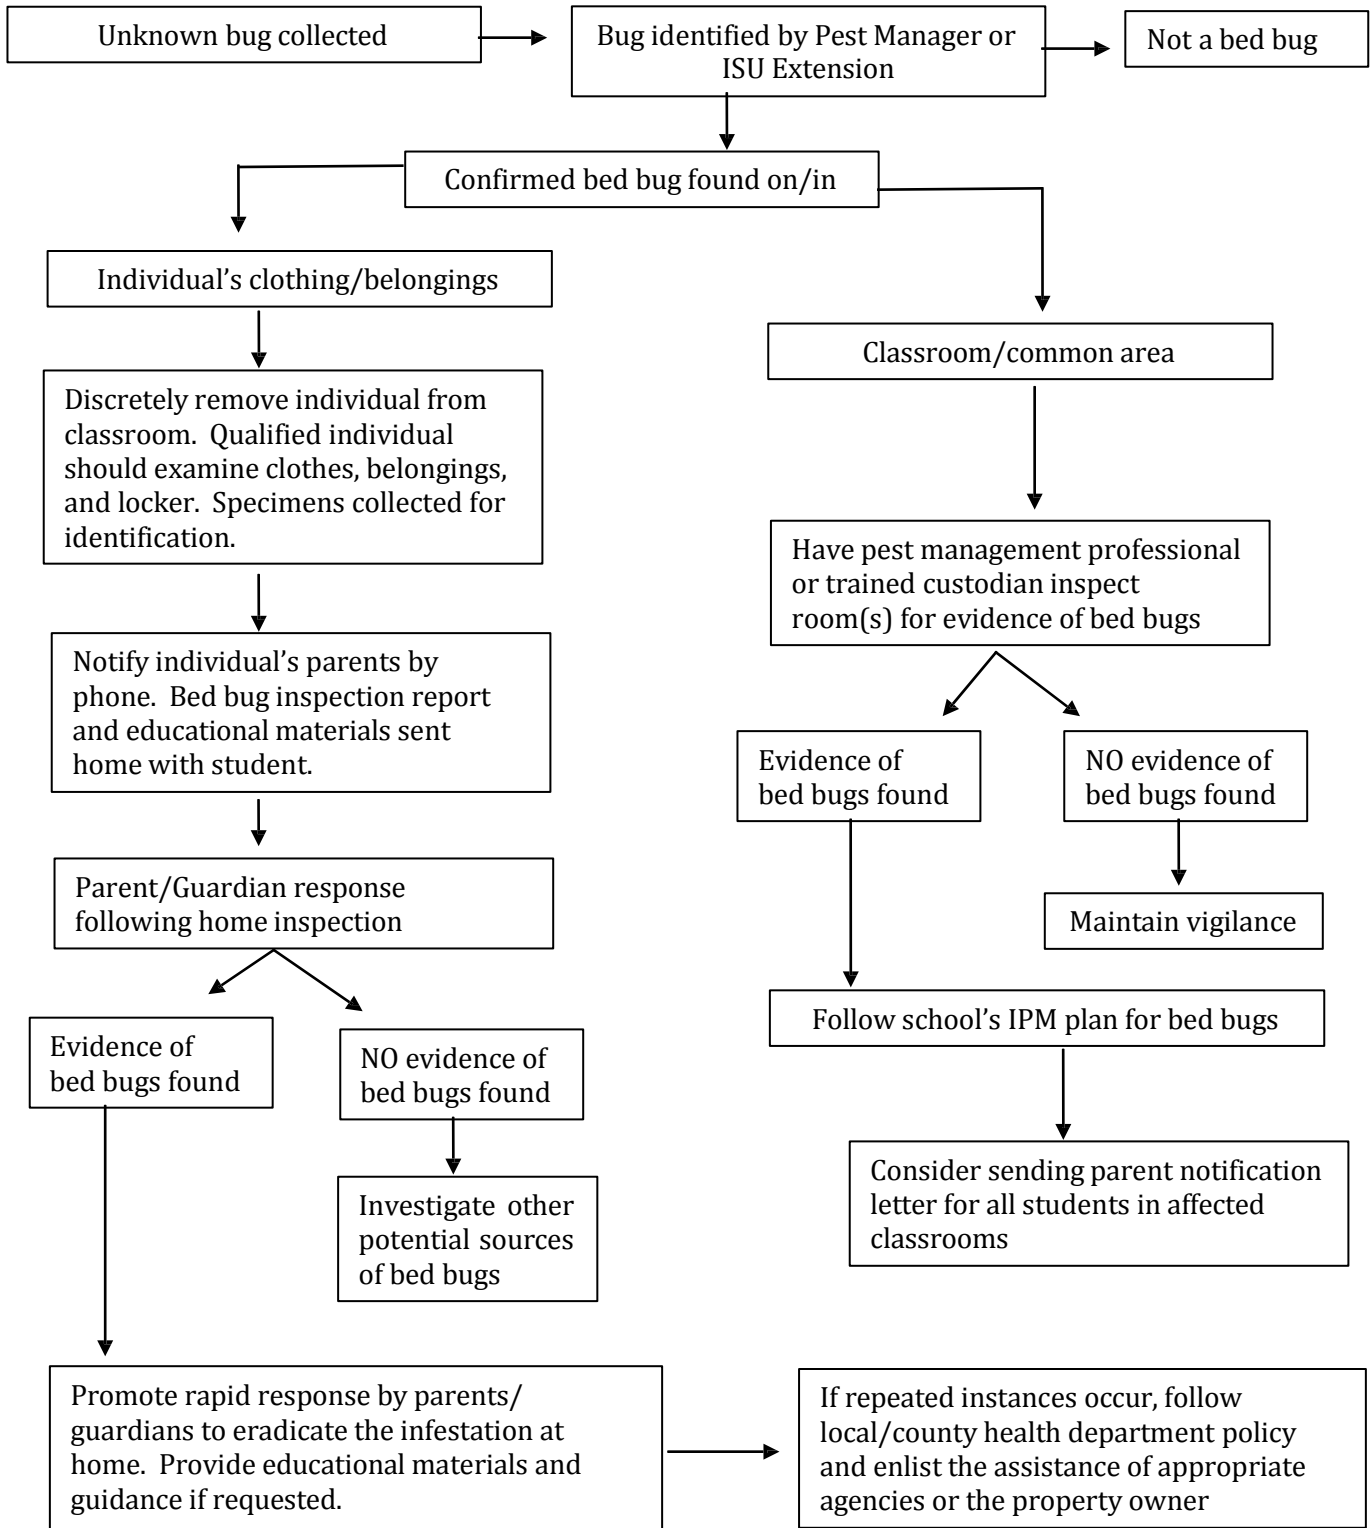 Unknown bug collected
Bug identified by Pest Manager or
ISU Extension
Not a bed bug
Confirmed bed bug found on/in
Individual’s clothing/belongings
Discretely remove individual from
classroom.  Qualified individual
should examine clothes, belongings,
and locker.  Specimens collected for
identification.
Notify individual’s parents by
phone.  Bed bug inspection report
and educational materials sent
home with student.
Parent/Guardian response
following home inspection
Evidence of
bed bugs found
NO evidence of
bed bugs found
Investigate other
potential sources
of bed bugs
Promote rapid response by parents/
guardians to eradicate the infestation at
home.  Provide educational materials and
guidance if requested.
If repeated instances occur, follow
local/county health department policy
and enlist the assistance of appropriate
agencies or the property owner
Classroom/common area
Have pest management professional
or trained custodian inspect
room(s) for evidence of bed bugs
Evidence of
bed bugs found
NO evidence of
bed bugs found
Maintain vigilance
Follow school’s IPM plan for bed bugs
Consider sending parent notification
letter for all students in affected
classrooms